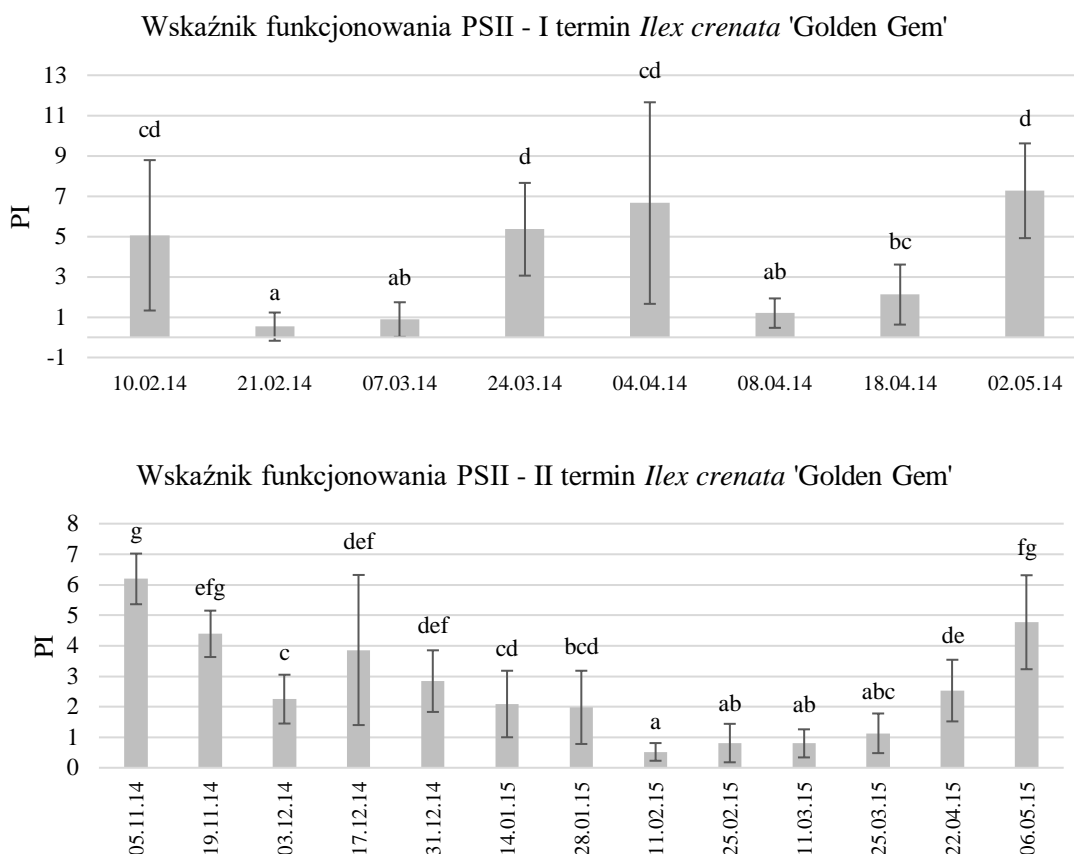 Wskaźnik funkcjonowania PSII - I termin Ilex crenata 'Golden Gem'
13
11
9
7
5
3
1
-1
PI
cd
a
ab
d
cd
ab
bc
d
10.02.14 21.02.14 07.03.14 24.03.14 04.04.14 08.04.14 18.04.14 02.05.14
Wskaźnik funkcjonowania PSII - II termin Ilex crenata 'Golden Gem'
8
7
6
5
4
3
2
1
0
PI
g
efg
c
def
def
cd
bcd
a
ab
ab
abc
de
fg
05.11.14
19.11.14
03.12.14
17.12.14
31.12.14
14.01.15
28.01.15
11.02.15
25.02.15
11.03.15
25.03.15
22.04.15
06.05.15